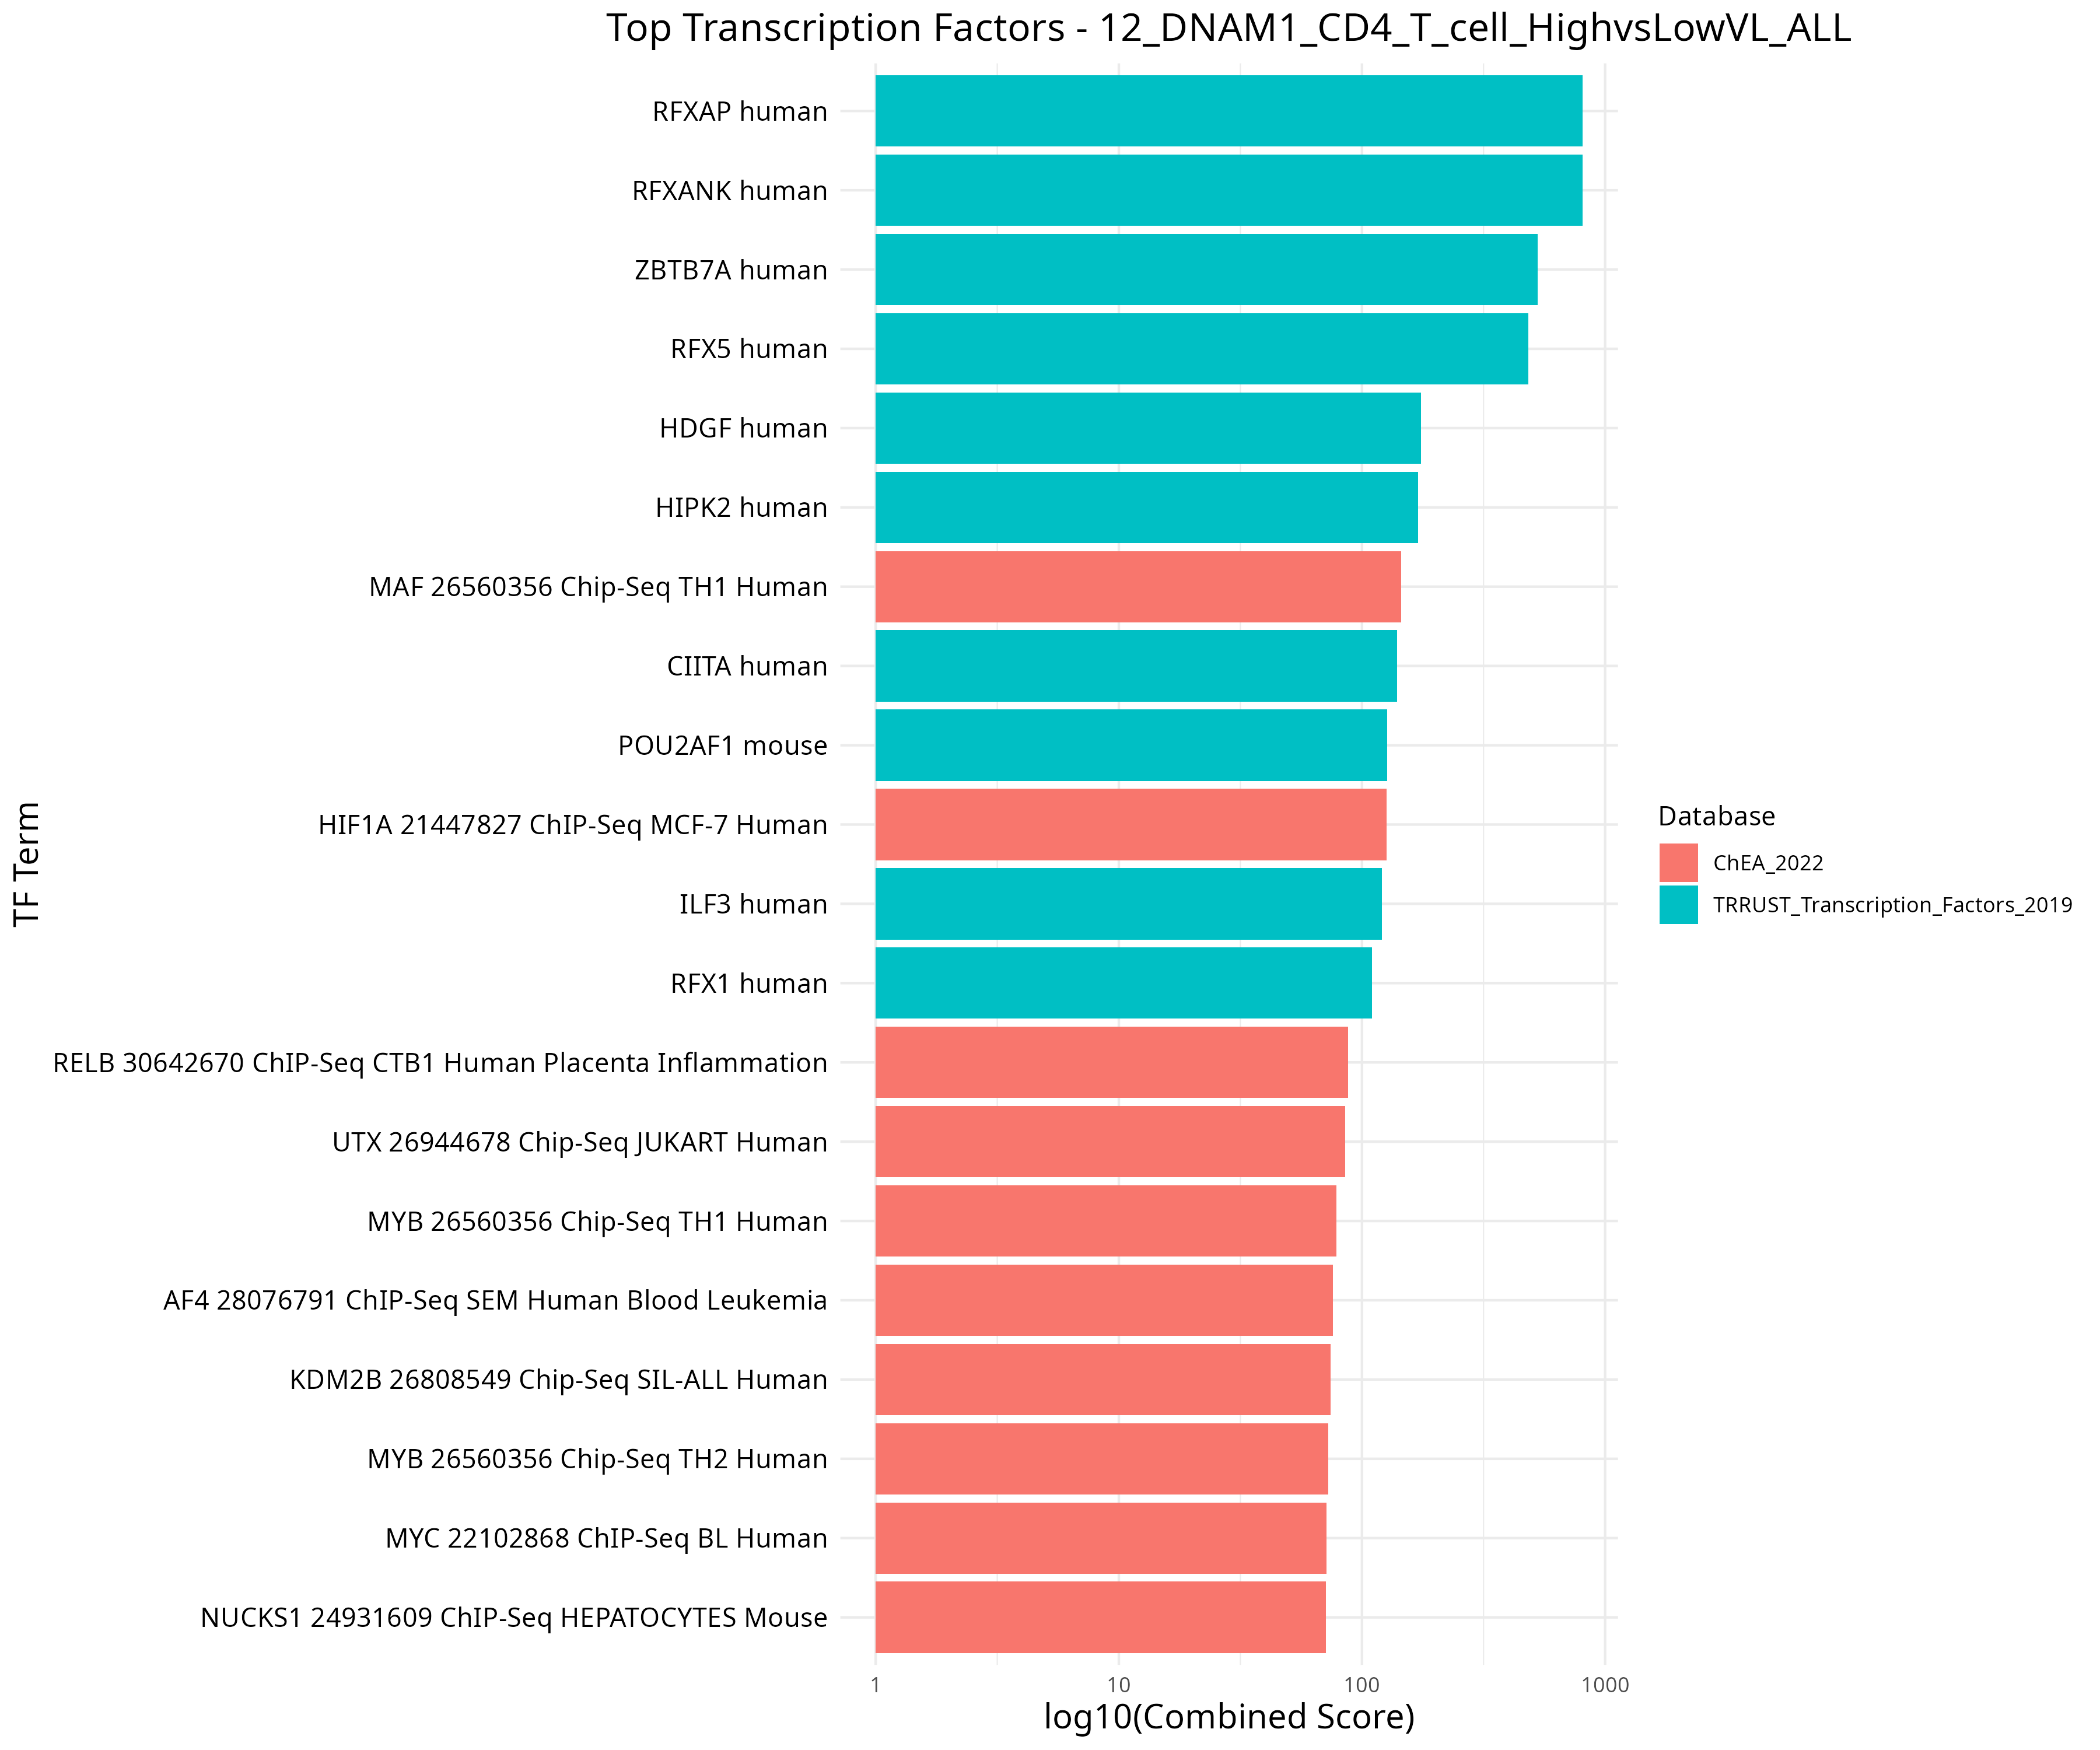 Top Transcription Factors - 12_DNAM1_CD4_T_cell_HighvsLowVL_ALL
TF Term
RFXAP human
RFXANK human
ZBTB7A human
RFX5 human
HDGF human
HIPK2 human
MAF 26560356 Chip-Seq TH1 Human
CIITA human
POU2AF1 mouse
HIF1A 21447827 ChIP-Seq MCF-7 Human
ILF3 human
RFX1 human
RELB 30642670 ChIP-Seq CTB1 Human Placenta Inflammation
UTX 26944678 Chip-Seq JUKART Human
MYB 26560356 Chip-Seq TH1 Human
AF4 28076791 ChIP-Seq SEM Human Blood Leukemia
KDM2B 26808549 Chip-Seq SIL-ALL Human
MYB 26560356 Chip-Seq TH2 Human
MYC 22102868 ChIP-Seq BL Human
NUCKS1 24931609 ChIP-Seq HEPATOCYTES Mouse
1 10 100 1000
log10(Combined Score)
Database
ChEA_2022
TRRUST_Transcription_Factors_2019